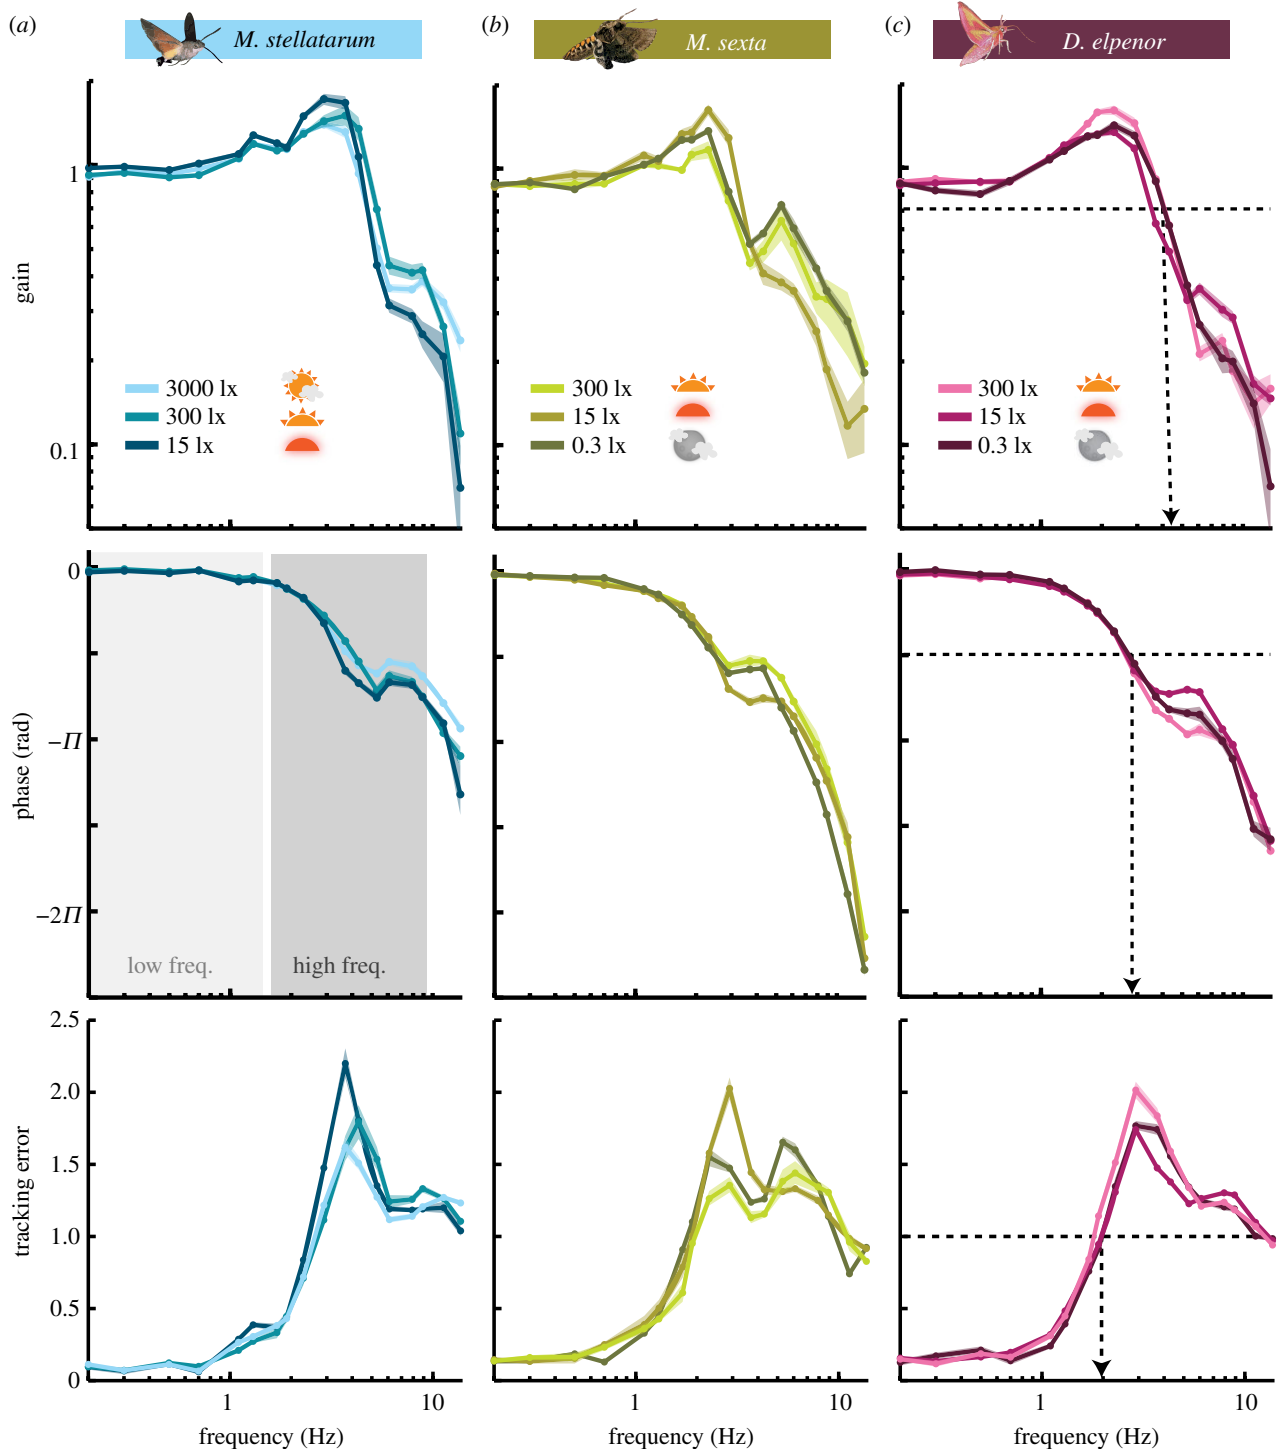 (a) M. stellatarum
(b) M. sexta
(c) D. elpenor
gain
1
0.1
3000 lx
300 lx
15 lx
300 lx
15 lx
0.3 lx
300 lx
15 lx
0.3 lx
phase (rad)
0
−Π
−2Π
low freq.
high freq.
tracking error
2.5
2.0
1.5
1.0
0.5
0
1 10
1 10
1 10
frequency (Hz)
frequency (Hz)
frequency (Hz)